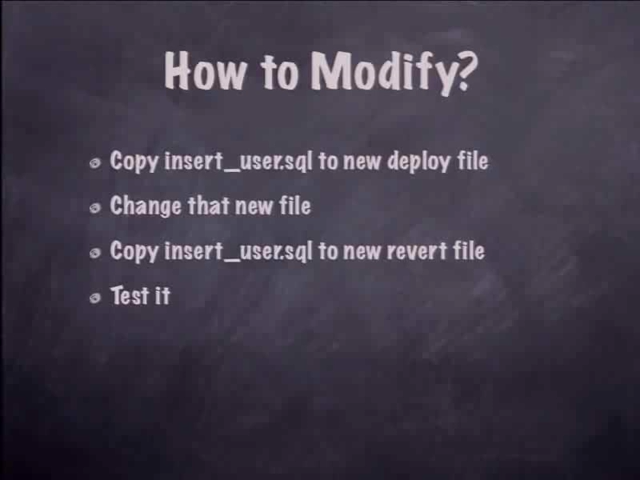 How to Modify?
Copy insert_user.sql to new deploy file
Change that new file
Copy insert_user.sql to new revert file
Test it